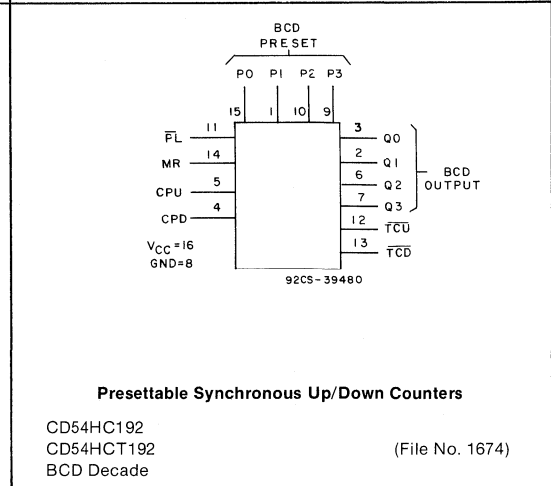 BCD
PRESET
P0 P1 P2 P3
15 1 10 9
PL 11
MR 14
CPU 5
CPD 4
VCC=16
GND=8
3 Q0
2 Q1
6 Q2
7 Q3
BCD
OUTPUT
12 TCU
13 TCD
92CS-39480
Presettable Synchronous Up/Down Counters
CD54HC192
CD54HCT192 (File No. 1674)
BCD Decade